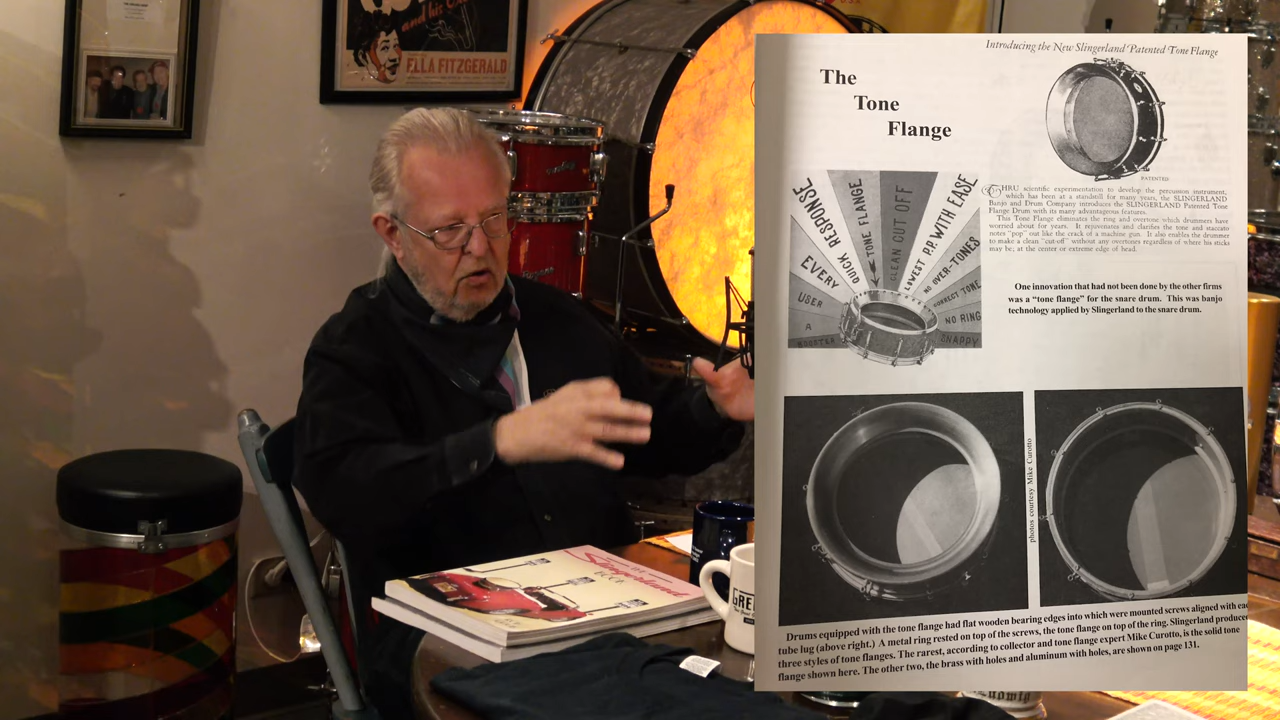 and his
ELLA FITZGERALD
Introducing the New Slingerland Patented Tone Flange
The
Tone
Flange
PATENTED
THRU scientific experimentation to develop the percussion instrument,
which has been at a standstill for many years, the SLINGERLAND
Banjo and Drum Company introduces the SLINGERLAND Patented Tone
Flange Drum with its many advantageous features.
This Tone Flange eliminates the ring and overtone which drummers have
worried about for years. It rejuvenates and clarifies the tone and staccato
notes "pop" out like the crack of a machine gun. It also enables the drummer
to make a clean "cut-off" without any overtones regardless of where his sticks
may be; at the center or extreme edge of head.
EVERY
USER
A
BOOSTER
QUICK RESPONSE
TONE FLANGE
CLEAN CUT OFF
LOWEST P.P. WITH EASE
NO OVER-TONES
CORRECT TONE
NO RING
SNAPPY
One innovation that had not been done by the other firms
was a "tone flange" for the snare drum. This was banjo
technology applied by Slingerland to the snare drum.
photos courtesy Mike Curotto
Drums equipped with the tone flange had flat wooden bearing edges into which were mounted screws aligned with
tube lug (above right.) A metal ring rested on top of the screws, the tone flange on top of the ring. Slingerland produce
three styles of tone flanges. The rarest, according to collector and tone flange expert Mike Curotto, is the solid tone
flange shown here. The other two, the brass with holes and aluminum with holes, are shown on page 131.
Slingerland
BOOK
GRE